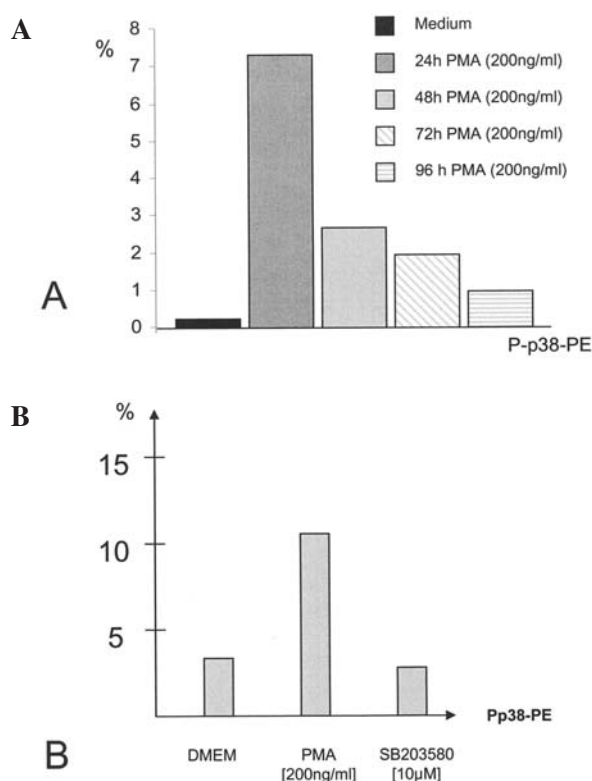 A
%
8
7
6
5
4
3
2
1
0
Medium
24h PMA (200ng/ml)
48h PMA (200ng/ml)
72h PMA (200ng/ml)
96 h PMA (200ng/ml)
A
P-p38-PE
B
%
15
10
5
Pp38-PE
DMEM
PMA
[200ng/ml]
SB203580
[10µM]
B